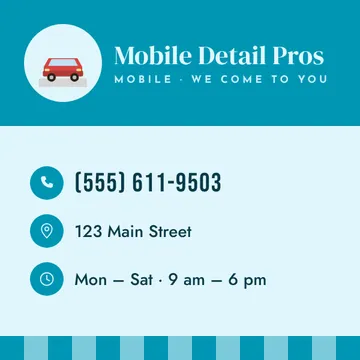 Mobile Detail Pros
MOBILE · WE COME TO YOU
(555) 611-9503
123 Main Street
Mon – Sat · 9 am – 6 pm